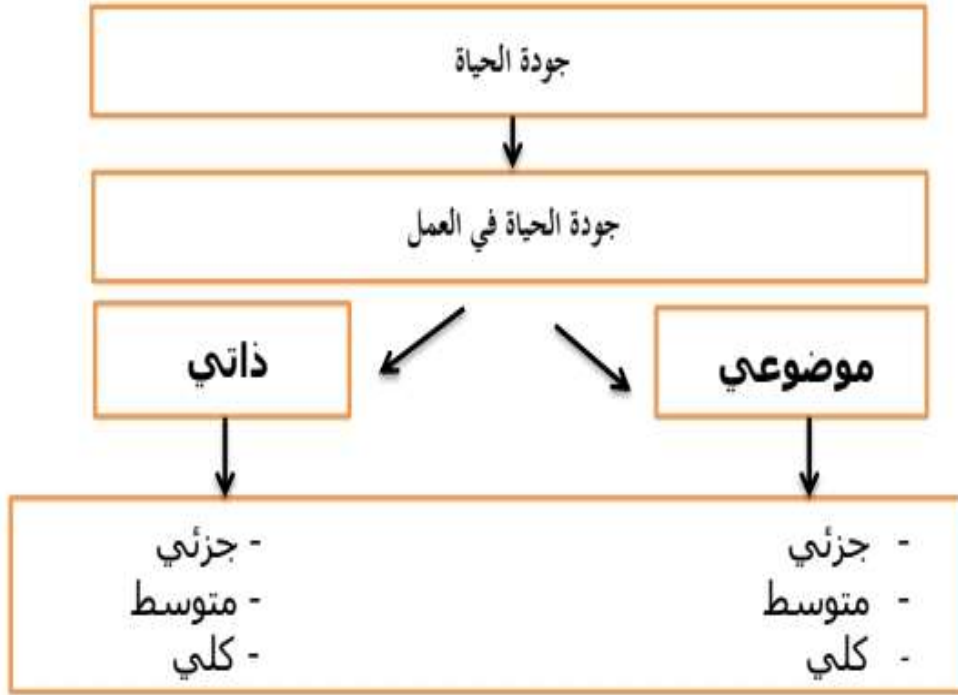 جودة الحياة
جودة الحياة في العمل
موضوعي
ذاتي
- جزئي
- متوسط
- كلي
- جزئي
- متوسط
- كلي